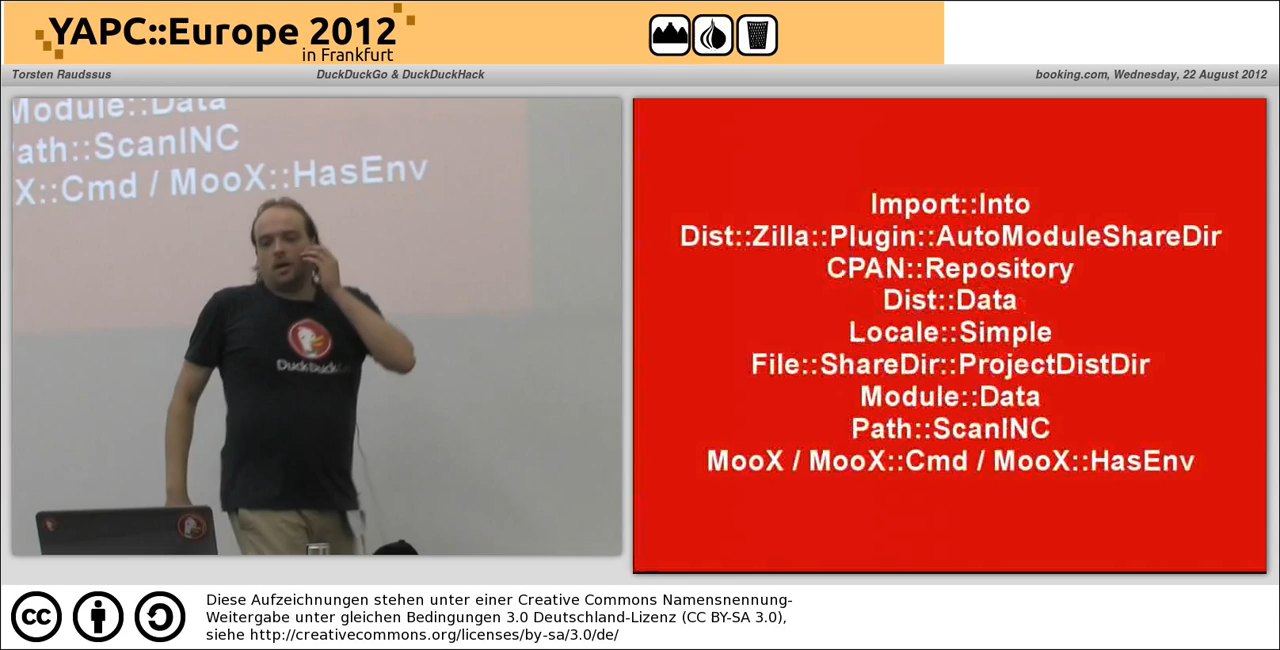 YAPC::Europe 2012
in Frankfurt
Torsten Raudssus
DuckDuckGo & DuckDuckHack
booking.com, Wednesday, 22 August 2012
Module::Data
Path::ScanINC
X::Cmd / MooX::HasEnv
Import::Into
Dist::Zilla::Plugin::AutoModuleShareDir
CPAN::Repository
Dist::Data
Locale::Simple
File::ShareDir::ProjectDistDir
Module::Data
Path::ScanINC
MooX / MooX::Cmd / MooX::HasEnv
cc
Diese Aufzeichnungen stehen unter einer Creative Commons Namensnennung-
Weitergabe unter gleichen Bedingungen 3.0 Deutschland-Lizenz (CC BY-SA 3.0),
siehe http://creativecommons.org/licenses/by-sa/3.0/de/